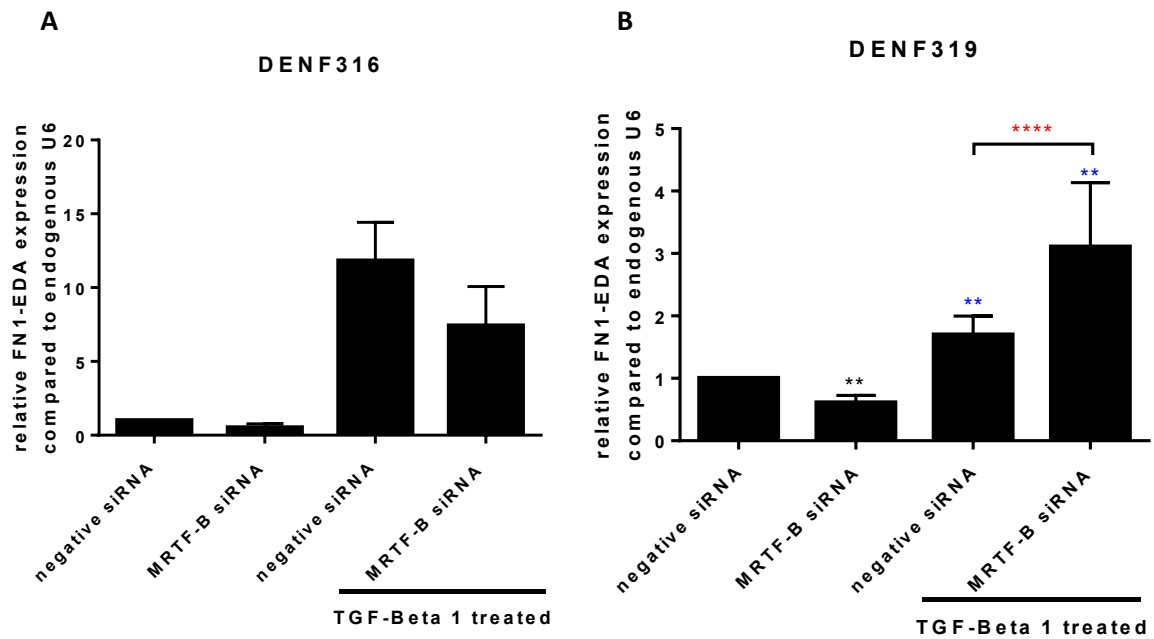 A
DENF316
relative FN1-EDA expression
compared to endogenous U6
20
15
10
5
0
negative siRNA
MRTF-B siRNA
negative siRNA
MRTF-B siRNA
TGF-Beta 1 treated
B
DENF319
relative FN1-EDA expression
compared to endogenous U6
5
4
3
2
1
0
**
**
****
**
negative siRNA
MRTF-B siRNA
negative siRNA
MRTF-B siRNA
TGF-Beta 1 treated